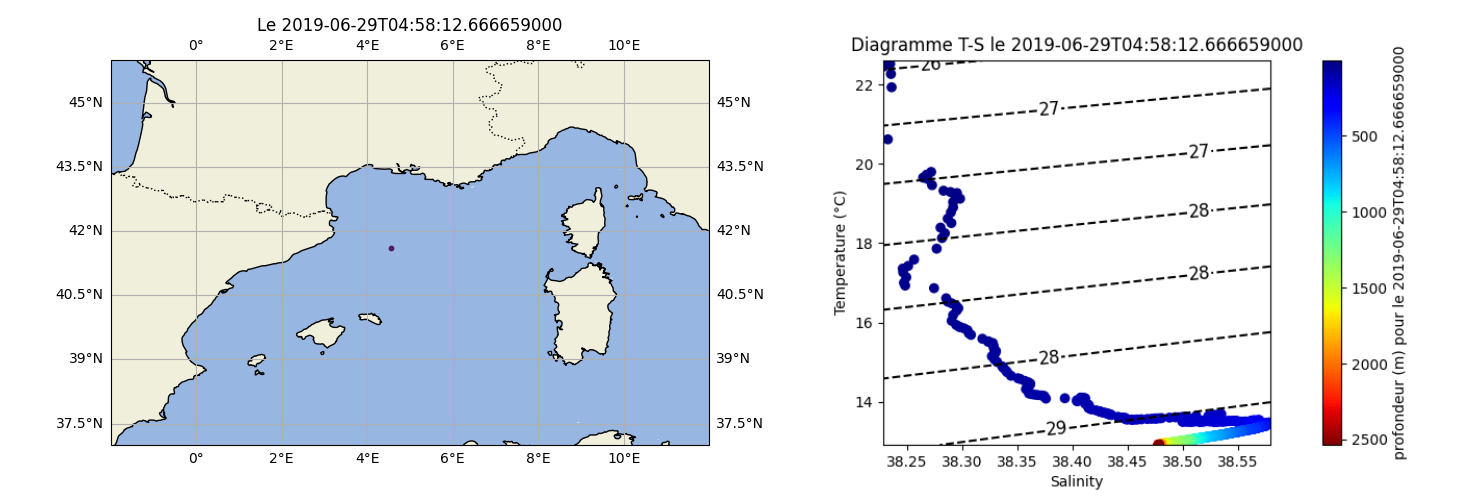 Le 2019-06-29T04:58:12.666659000
0° 2°E 4°E 6°E 8°E 10°E
45°N 45°N
43.5°N 43.5°N
42°N 42°N
40.5°N 40.5°N
39°N 39°N
37.5°N 37.5°N
0° 2°E 4°E 6°E 8°E 10°E
Diagramme T-S le 2019-06-29T04:58:12.666659000
Temperature (°C)
22
20
18
16
14
26
27
27
28
28
28
29
38.25 38.30 38.35 38.40 38.45 38.50 38.55
Salinity
500
1000
1500
2000
2500
profondeur (m) pour le 2019-06-29T04:58:12.666659000